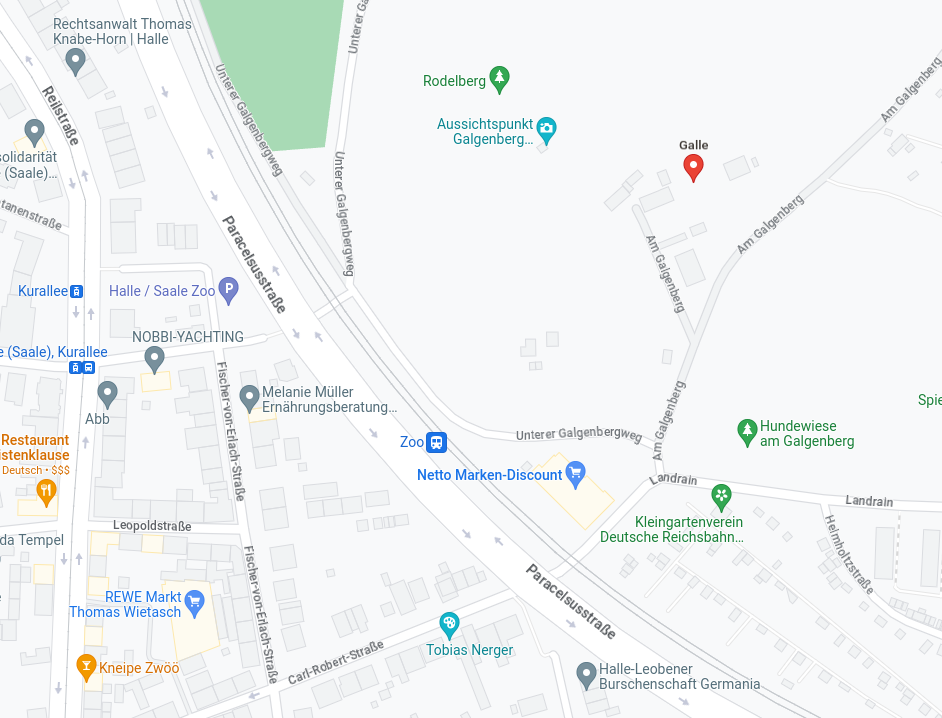 Rechtsanwalt Thomas
Knabe-Horn | Halle
Unterer Ga
Reilstraße
Unterer Galgenbergweg
Rodelberg
Aussichtspunkt
Galgenberg...
Galle
Am Galgenberg
solidarität
(Saale)...
tanenstraße
Unterer Galgenbergweg
Paracelsusstraße
Am Galgenberg
Am Galgenberg
Kurallee
Halle / Saale Zoo
P
NOBBI-YACHTING
e (Saale), Kurallee
Abb
Fischer-von-Erlach-Straße
Melanie Müller
Ernährungsberatung...
Am Galgenberg
Spie
Restaurant
istenklause
Deutsch • $$$
Zoo
Unterer Galgenbergweg
Hundewiese
am Galgenberg
Netto Marken-Discount
Landrain
Landrain
Kleingartenverein
Deutsche Reichsbahn...
Helmholtzstraße
Leopoldstraße
da Tempel
Fischer-von-Erlach-Straße
REWE Markt
Thomas Wietasch
Paracelsusstraße
Tobias Nerger
Carl-Robert-Straße
Kneipe Zwöö
Halle-Leobener
Burschenschaft Germania